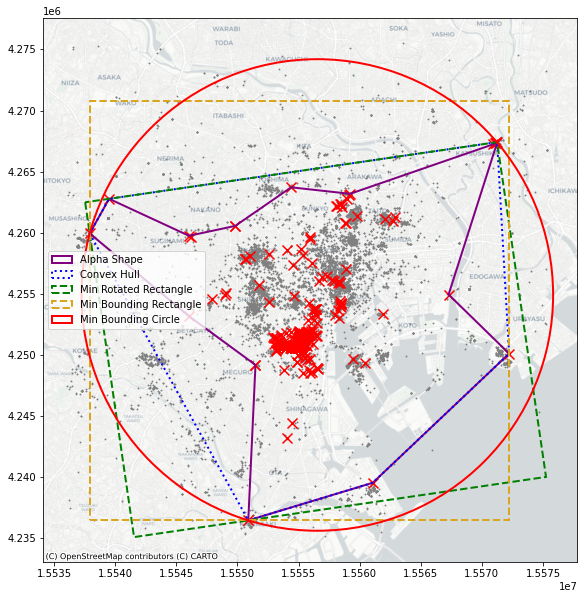 1e6
4.275
4.270
4.265
4.260
4.255
4.250
4.245
4.240
4.235
WARABI
SOKA
MISATO
TODA
YASHIO
KAWAGUCHI
NIIZA
ASAKA
MATSUDO
WAKO
ADACHI
ITABASHI
KITA
KATSUSHIKA
NERIMA
ARAKAWA
ICHIKAWA
NAKANO
MUSASHINO
SUGINAMI
SUMIDA
EDOGAWA
URAYASU
KOTO
MEGURO
SHINAGAWA
Alpha Shape
Convex Hull
Min Rotated Rectangle
Min Bounding Rectangle
Min Bounding Circle
(C) OpenStreetMap contributors (C) CARTO
1.5535 1.5540 1.5545 1.5550 1.5555 1.5560 1.5565 1.5570 1.5575
1e7